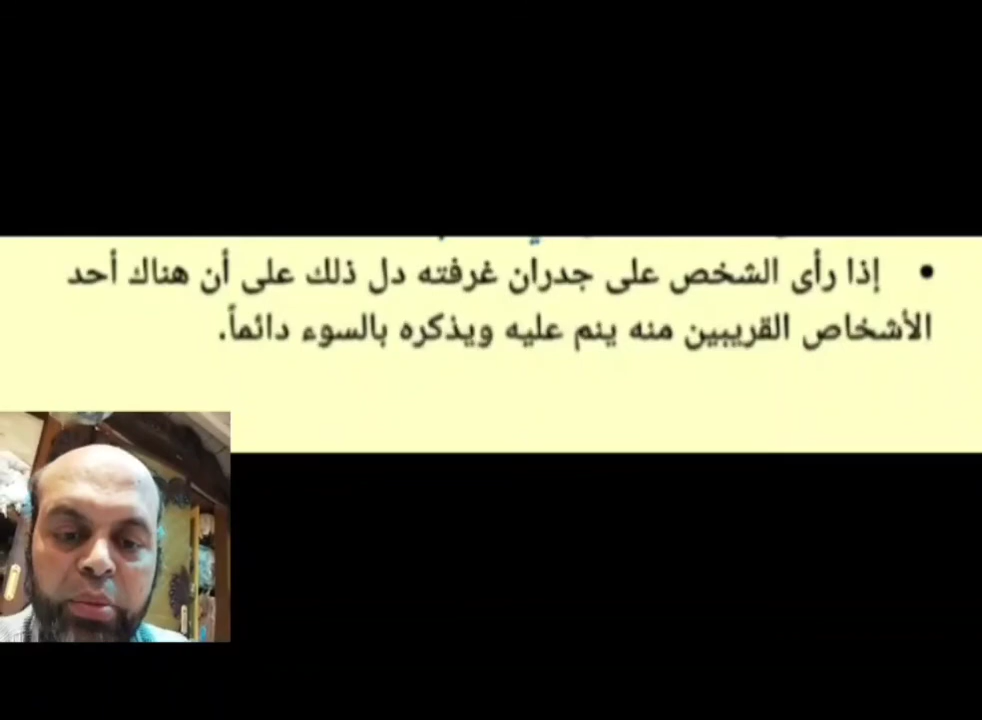 • إذا رأى الشخص على جدران غرفته دل ذلك على أن هناك أحد
الأشخاص القريبين منه ينم عليه ويذكره بالسوء دائماً.